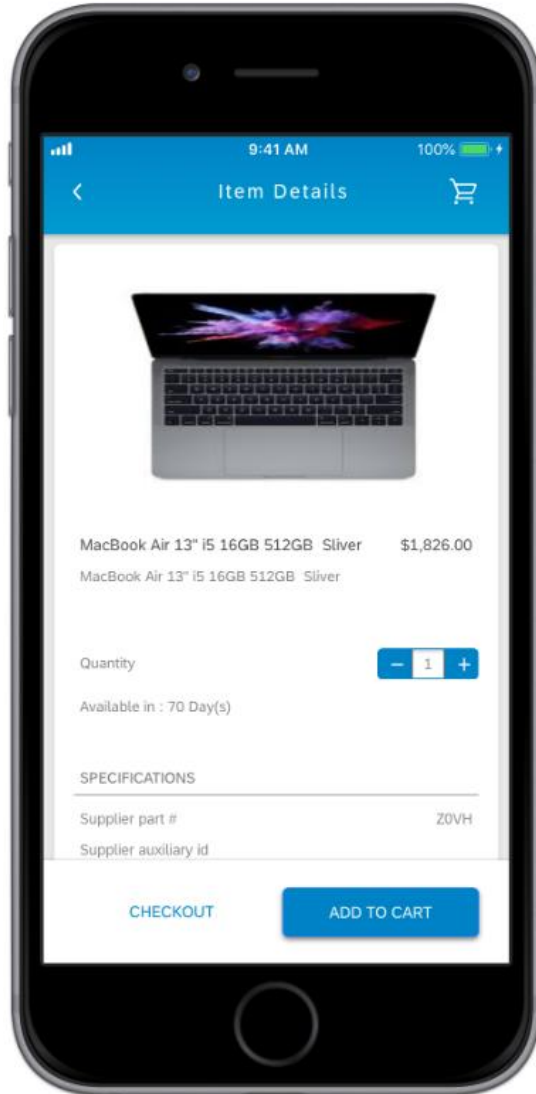 9:41 AM 100%
Item Details
MacBook Air 13" i5 16GB 512GB Sliver $1,826.00
MacBook Air 13" i5 16GB 512GB Sliver
Quantity - 1 +
Available in : 70 Day(s)
SPECIFICATIONS
Supplier part # Z0VH
Supplier auxiliary id
CHECKOUT ADD TO CART